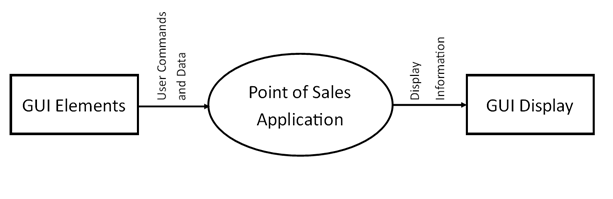 GUI Elements
User Commands
and Data
Point of Sales
Application
Display
Information
GUI Display